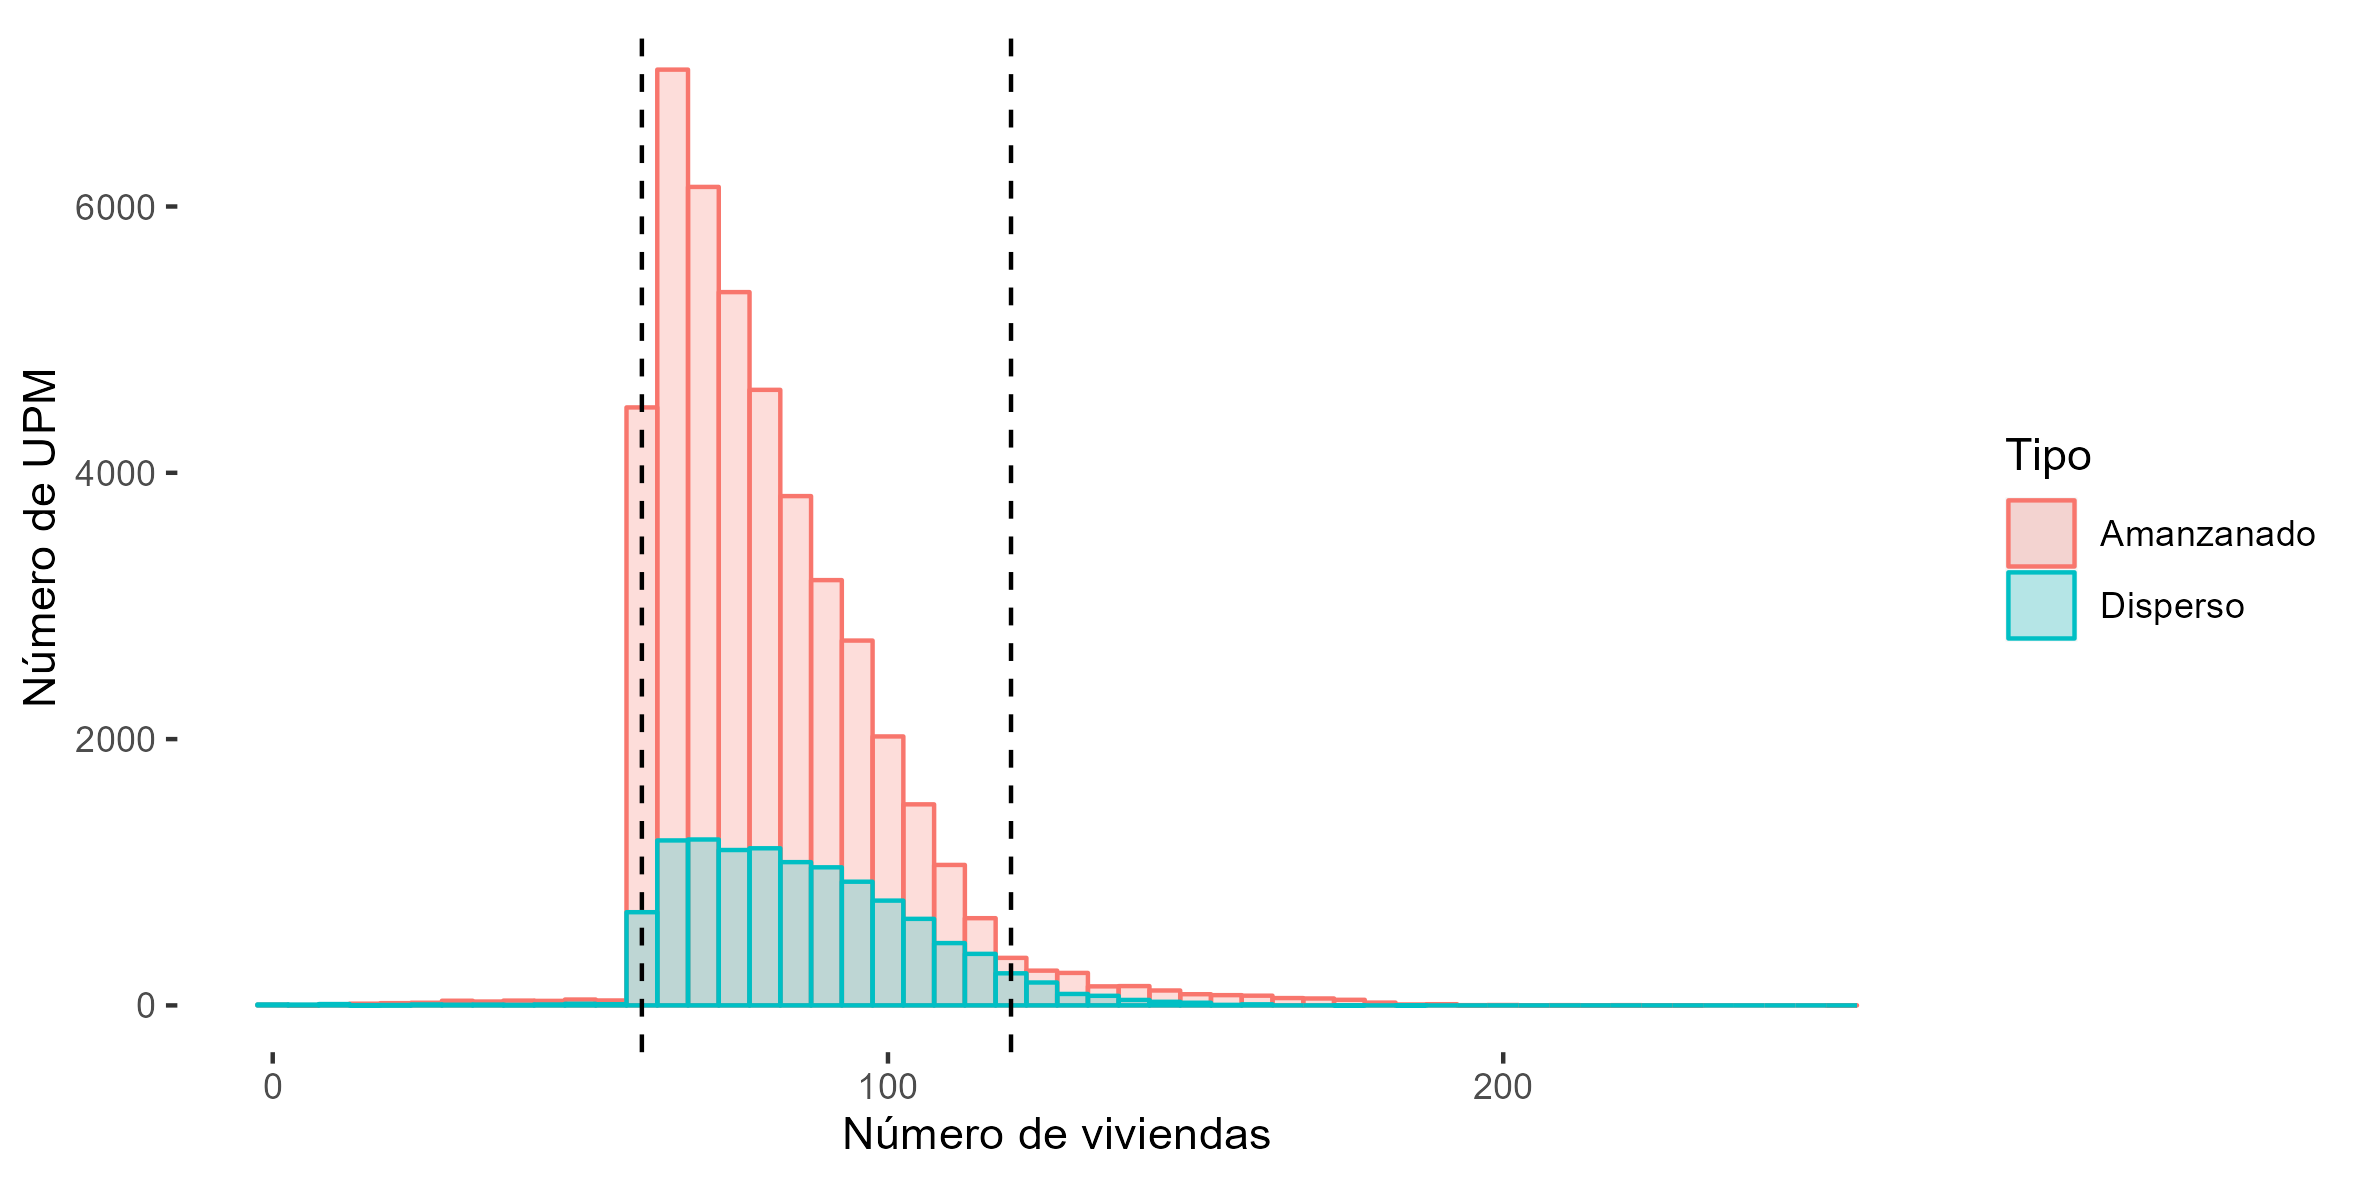 Número de UPM
6000
4000
2000
0
0
100
200
Número de viviendas
Tipo
Amanzanado
Disperso